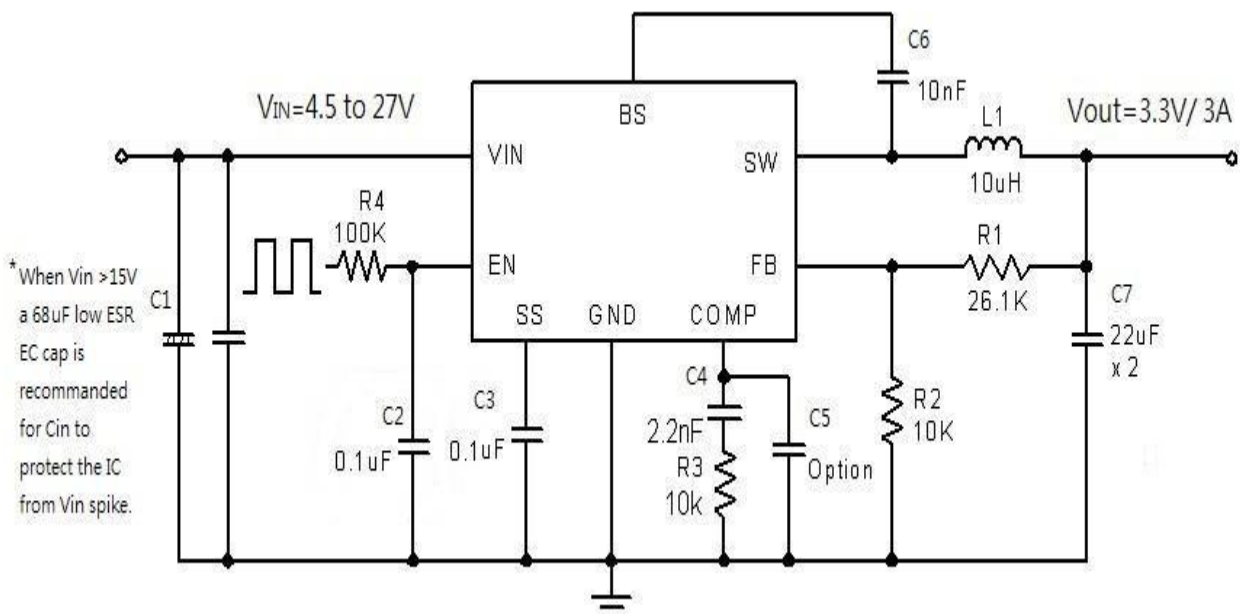 C6
10nF
VIN=4.5 to 27V
BS
L1
Vout=3.3V/ 3A
VIN
SW
10uH
R4
100K
R1
* When Vin >15V
a 68uF low ESR
EC cap is
recommanded
for Cin to
protect the IC
from Vin spike.
C1
EN
FB
26.1K
C7
22uF
x 2
SS
GND
COMP
C4
2.2nF
C2
0.1uF
C3
0.1uF
C5
Option
R2
10K
R3
10k